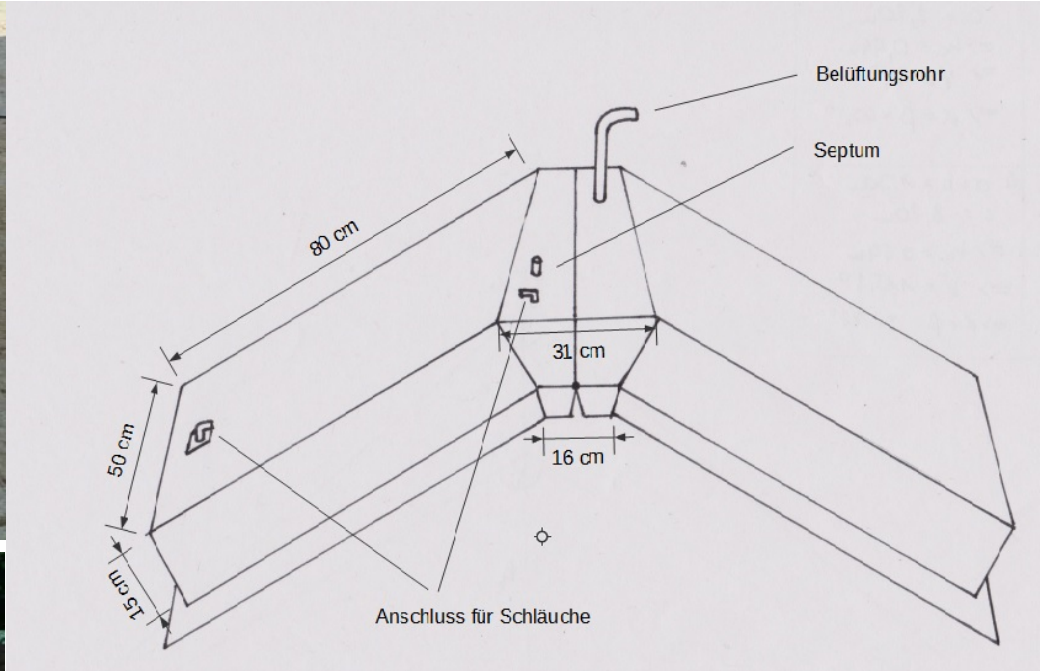 Belüftungsrohr
Septum
80 cm
31 cm
50 cm
16 cm
15 cm
Anschluss für Schläuche